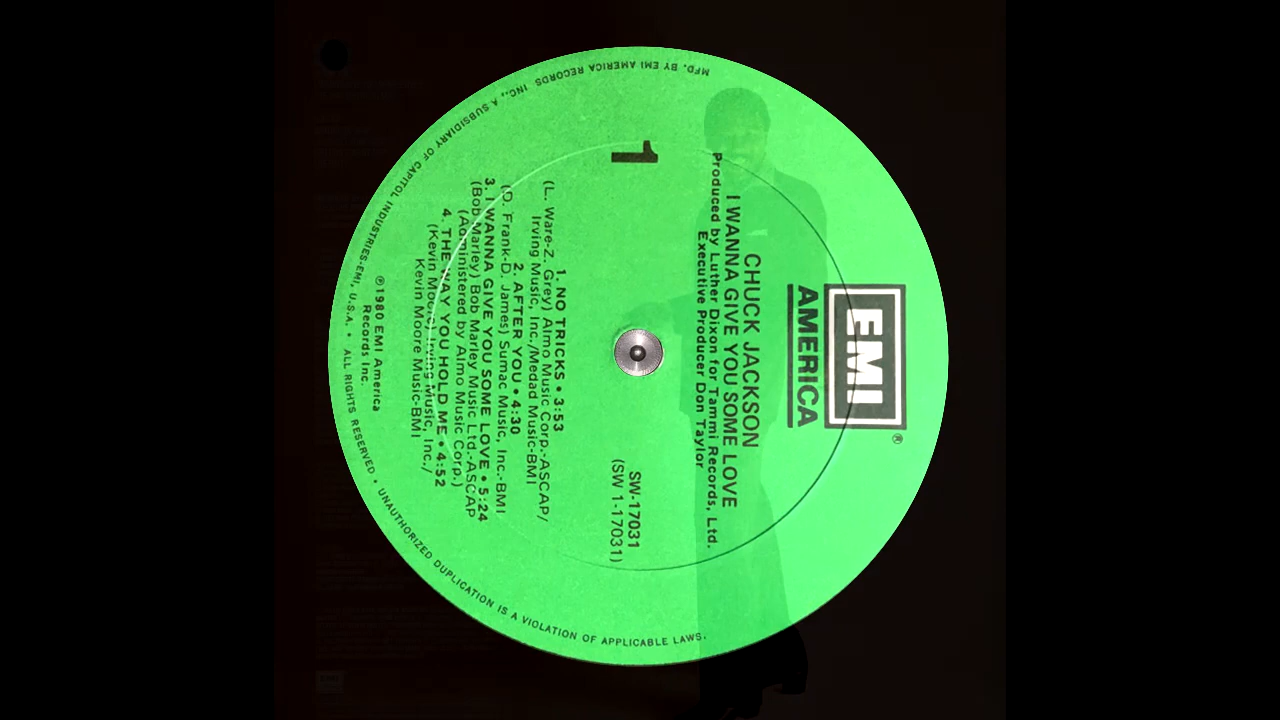 EMI
®
AMERICA
CHUCK JACKSON
I WANNA GIVE YOU SOME LOVE
Produced by Luther Dixon for Tammi Records, Ltd.
Executive Producer Don Taylor
1
SW-17031
(SW 1-17031)
1. NO TRICKS • 3:53
(L. Ware-Z. Grey) Almo Music Corp.-ASCAP/
Irving Music, Inc./Medad Music-BMI
2. AFTER YOU • 4:30
(D. Frank-D. James) Sumac Music, Inc.-BMI
3. I WANNA GIVE YOU SOME LOVE • 5:24
(Bob Marley) Bob Marley Music Ltd.-ASCAP
(Administered by Almo Music Corp.)
4. THE WAY YOU HOLD ME • 4:52
(Kevin Moore) Irving Music, Inc./
Kevin Moore Music-BMI
℗1980 EMI America
Records Inc.
MFD. BY EMI AMERICA RECORDS INC., A SUBSIDIARY OF CAPITOL INDUSTRIES-EMI, U.S.A. • ALL RIGHTS RESERVED • UNAUTHORIZED DUPLICATION IS A VIOLATION OF APPLICABLE LAWS.